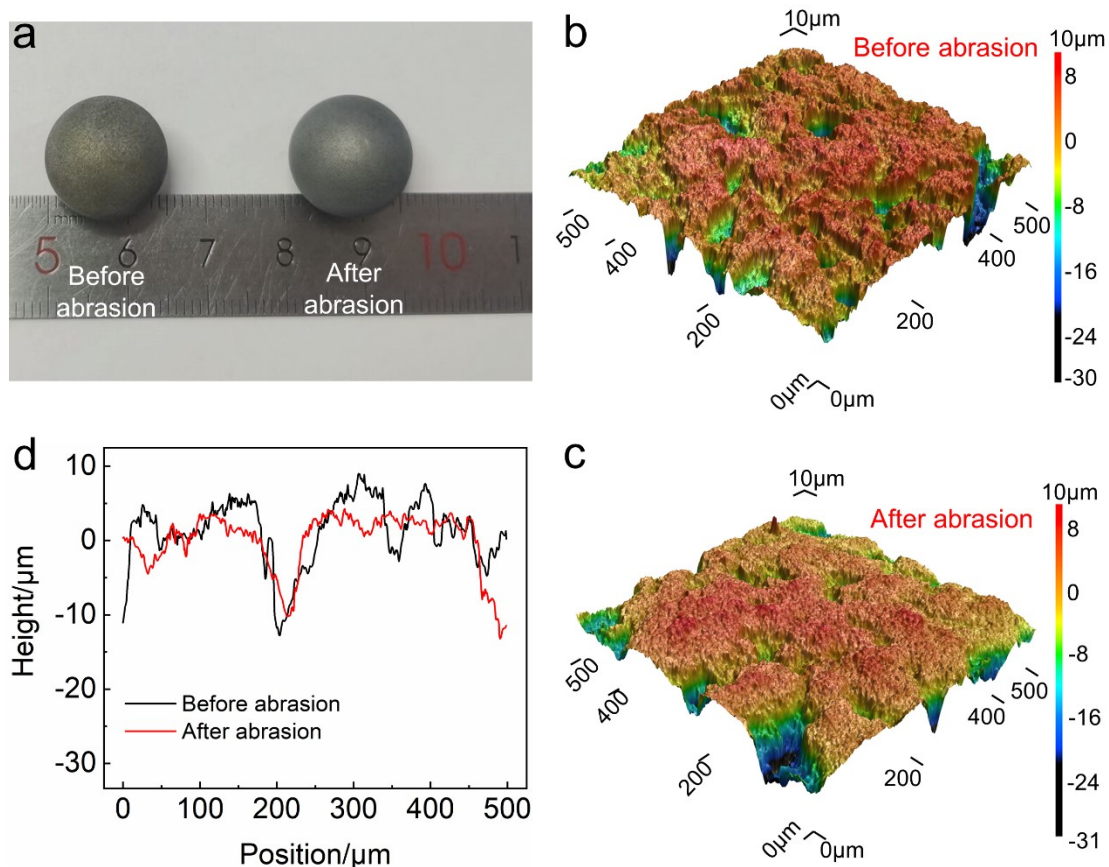 a
5 6 7 8 9 10 1
Before
abrasion
After
abrasion
b
10μm
Before abrasion
10μm
8
0
-8
-16
-24
-30
500
400
200
0μm
0μm
200
400
500
d
10
0
-10
-20
-30
Height/μm
Before abrasion
After abrasion
0 100 200 300 400 500
Position/μm
c
10μm
After abrasion
10μm
8
0
-8
-16
-24
-31
500
400
200
0μm
0μm
200
400
500